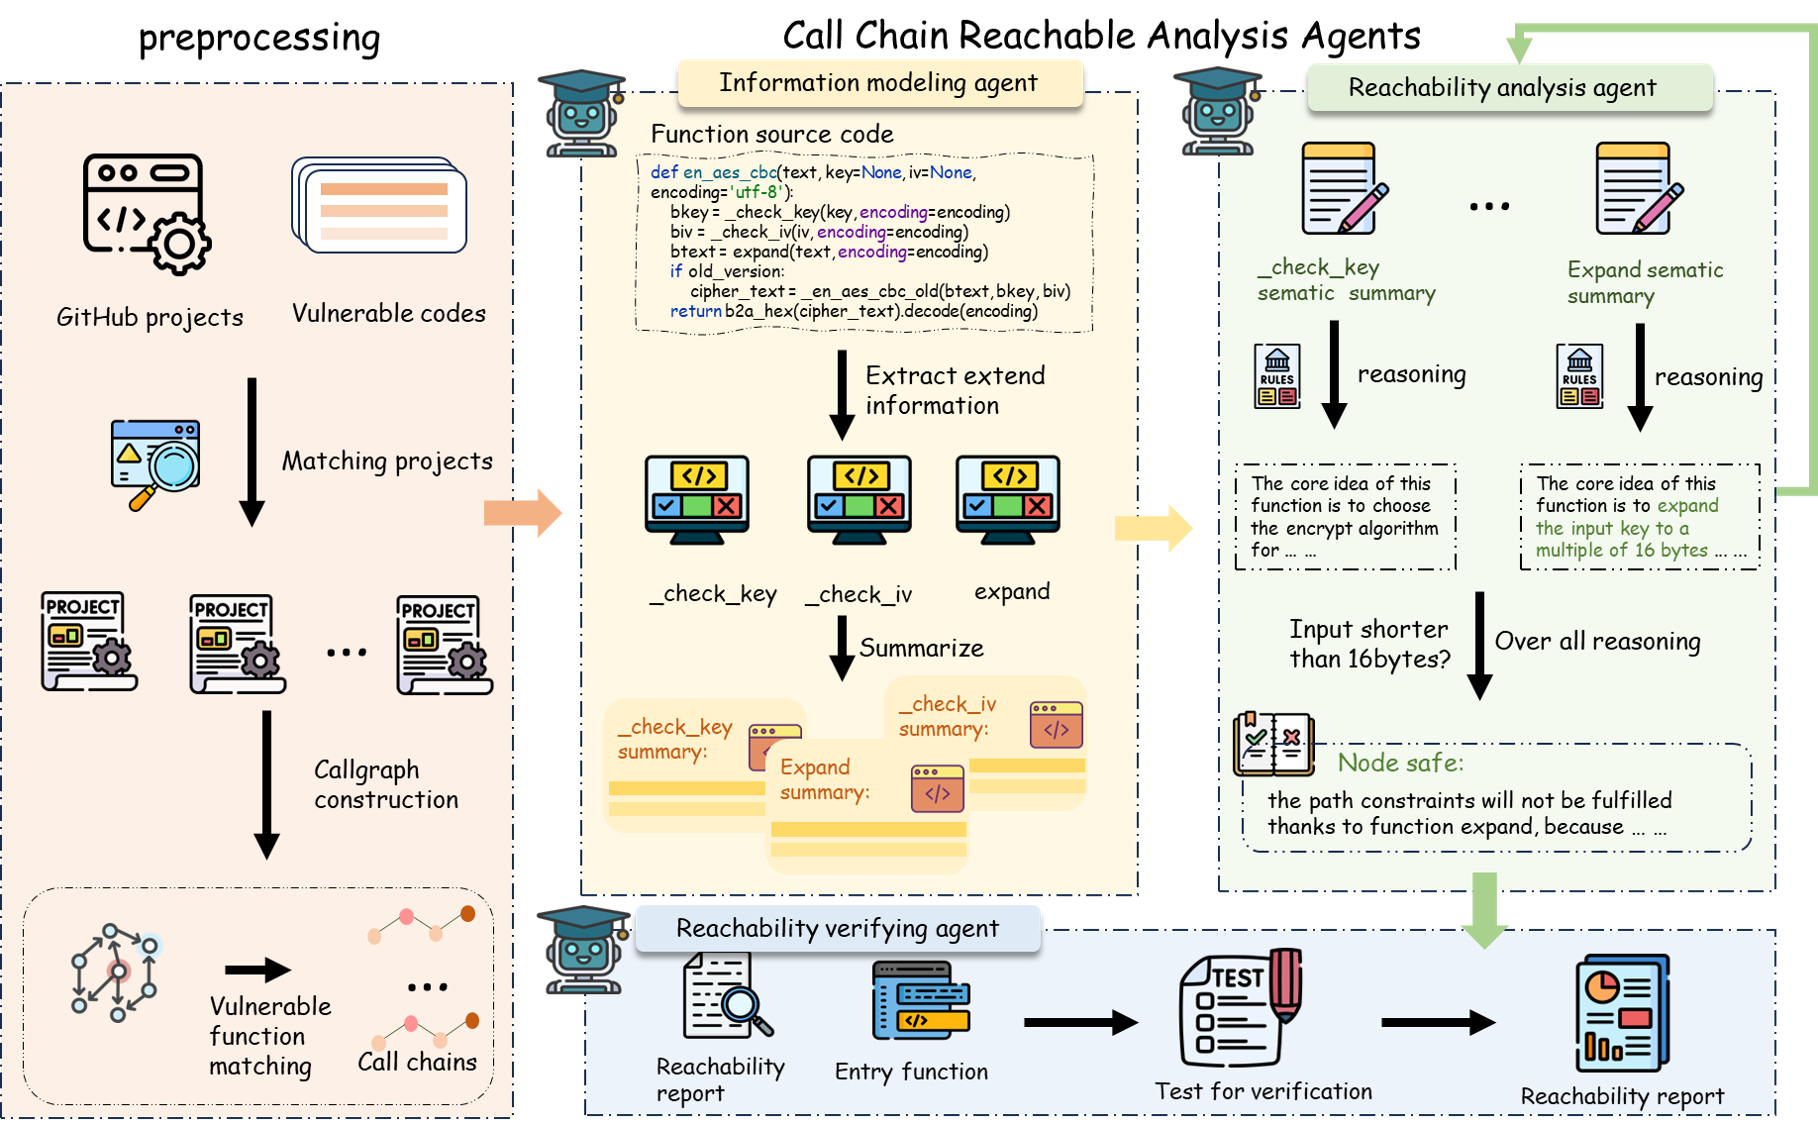 preprocessing
GitHub projects
Vulnerable codes
Matching projects
PROJECT
PROJECT
...
PROJECT
Callgraph
construction
Vulnerable
function
matching
...
Call chains
Call Chain Reachable Analysis Agents
Information modeling agent
Function source code
def en_aes_cbc(text, key=None, iv=None,
encoding='utf-8'):
bkey = _check_key(key, encoding=encoding)
biv = _check_iv(iv, encoding=encoding)
btext = expand(text, encoding=encoding)
if old_version:
cipher_text = _en_aes_cbc_old(btext, bkey, biv)
return b2a_hex(cipher_text).decode(encoding)
Extract extend
information
</>
</>
</>
_check_key
_check_iv
expand
Summarize
_check_key
summary:
</>
_check_iv
summary:
</>
Expand
summary:
</>
Reachability analysis agent
...
_check_key
sematic summary
Expand sematic
summary
RULES
reasoning
RULES
reasoning
The core idea of this
function is to choose
the encrypt algorithm
for ... ...
The core idea of this
function is to expand
the input key to a
multiple of 16 bytes ... ...
Input shorter
than 16bytes?
Over all reasoning
Node safe:
the path constraints will not be fulfilled
thanks to function expand, because ... ...
Reachability verifying agent
Reachability
report
</>
Entry function
TEST
Test for verification
Reachability report